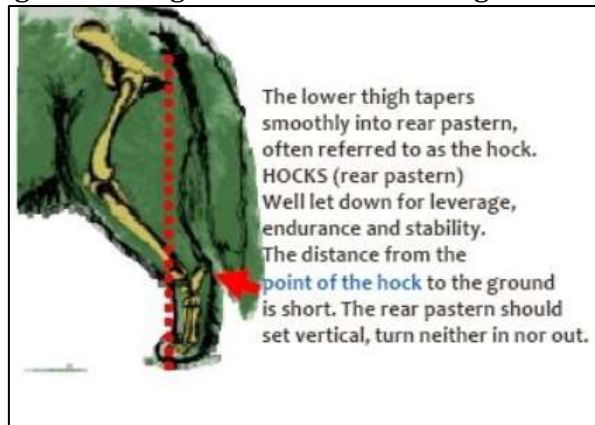 The lower thigh tapers
smoothly into rear pastern,
often referred to as the hock.
HOCKS (rear pastern)
Well let down for leverage,
endurance and stability.
The distance from the
point of the hock to the ground
is short. The rear pastern should
set vertical, turn neither in nor out.